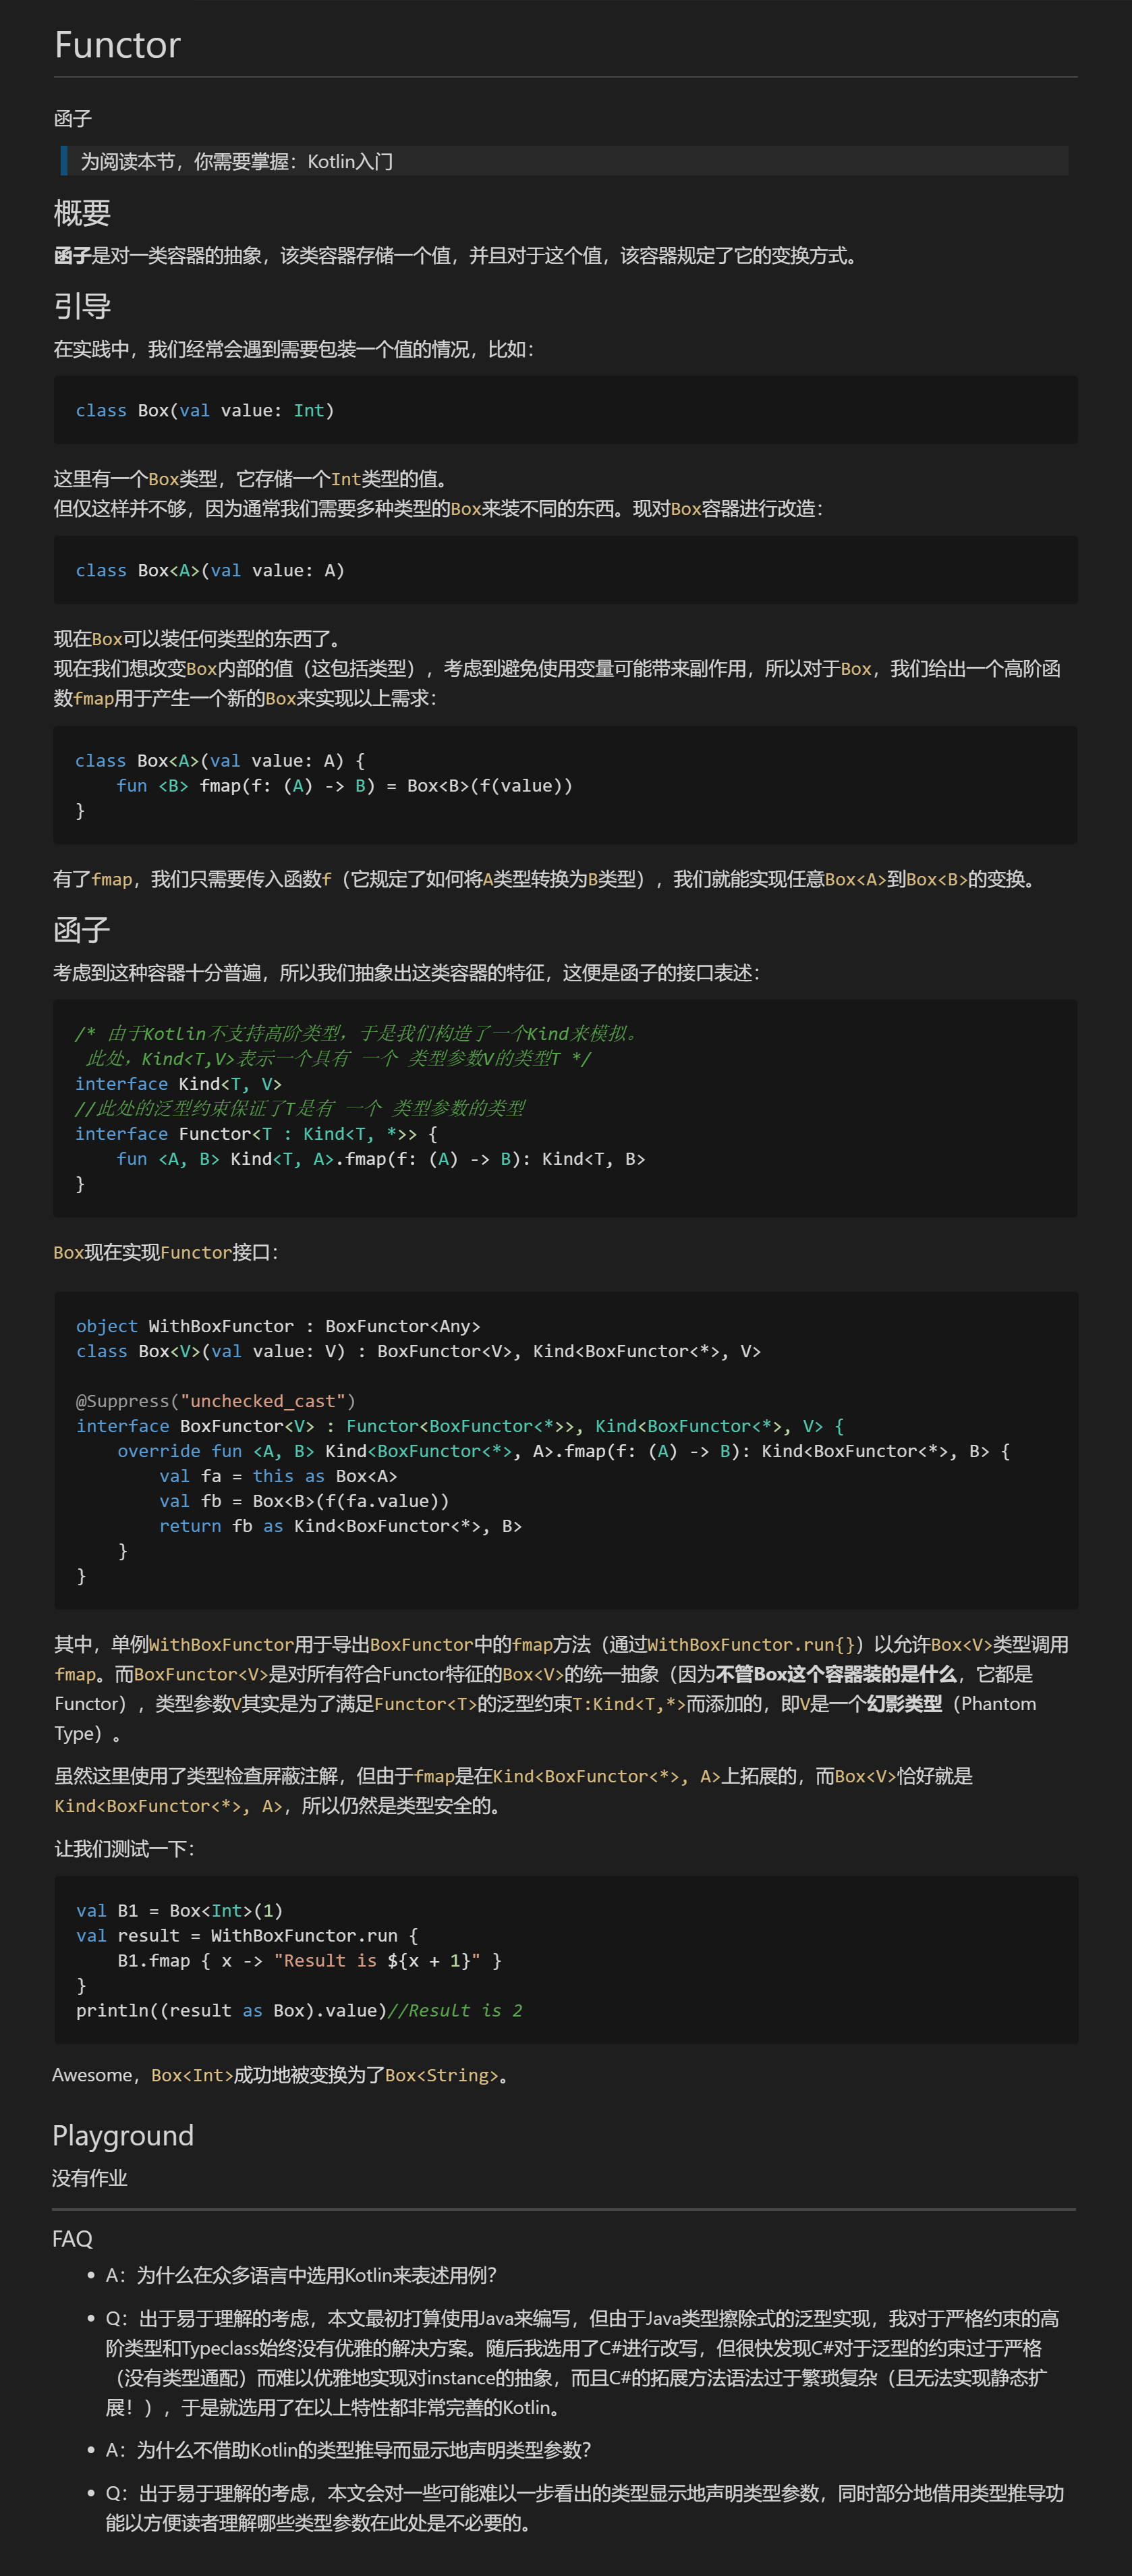 Functor
函子
为阅读本节，你需要掌握：Kotlin入门
概要
函子是对一类容器的抽象，该类容器存储一个值，并且对于这个值，该容器规定了它的变换方式。
引导
在实践中，我们经常会遇到需要包装一个值的情况，比如：
class Box(val value: Int)
这里有一个Box类型，它存储一个Int类型的值。
但仅这样并不够，因为通常我们需要多种类型的Box来装不同的东西。现对Box容器进行改造：
class Box<A>(val value: A)
现在Box可以装任何类型的东西了。
现在我们想改变Box内部的值（这包括类型），考虑到避免使用变量可能带来副作用，所以对于Box，我们给出一个高阶函
数fmap用于产生一个新的Box来实现以上需求：
class Box<A>(val value: A) {
    fun <B> fmap(f: (A) -> B) = Box<B>(f(value))
}
有了fmap，我们只需要传入函数f（它规定了如何将A类型转换为B类型），我们就能实现任意Box<A>到Box<B>的变换。
函子
考虑到这种容器十分普遍，所以我们抽象出这类容器的特征，这便是函子的接口表述：
/* 由于Kotlin不支持高阶类型，于是我们构造了一个Kind来模拟。
 此处，Kind<T,V>表示一个具有 一个 类型参数V的类型T */
interface Kind<T, V>
//此处的泛型约束保证了T是有 一个 类型参数的类型
interface Functor<T : Kind<T, *>> {
    fun <A, B> Kind<T, A>.fmap(f: (A) -> B): Kind<T, B>
}
Box现在实现Functor接口：
object WithBoxFunctor : BoxFunctor<Any>
class Box<V>(val value: V) : BoxFunctor<V>, Kind<BoxFunctor<*>, V>
@Suppress("unchecked_cast")
interface BoxFunctor<V> : Functor<BoxFunctor<*>>, Kind<BoxFunctor<*>, V> {
    override fun <A, B> Kind<BoxFunctor<*>, A>.fmap(f: (A) -> B): Kind<BoxFunctor<*>, B> {
        val fa = this as Box<A>
        val fb = Box<B>(f(fa.value))
        return fb as Kind<BoxFunctor<*>, B>
    }
}
其中，单例WithBoxFunctor用于导出BoxFunctor中的fmap方法（通过WithBoxFunctor.run{}）以允许Box<V>类型调用
fmap。而BoxFunctor<V>是对所有符合Functor特征的Box<V>的统一抽象（因为不管Box这个容器装的是什么，它都是
Functor），类型参数V其实是为了满足Functor<T>的泛型约束T:Kind<T,*>而添加的，即V是一个幻影类型（Phantom
Type）。
虽然这里使用了类型检查屏蔽注解，但由于fmap是在Kind<BoxFunctor<*>, A>上拓展的，而Box<V>恰好就是
Kind<BoxFunctor<*>, A>，所以仍然是类型安全的。
让我们测试一下：
val B1 = Box<Int>(1)
val result = WithBoxFunctor.run {
    B1.fmap { x -> "Result is ${x + 1}" }
}
println((result as Box).value)//Result is 2
Awesome，Box<Int>成功地被变换为了Box<String>。
Playground
没有作业
FAQ
• A：为什么在众多语言中选用Kotlin来表述用例？
• Q：出于易于理解的考虑，本文最初打算使用Java来编写，但由于Java类型擦除式的泛型实现，我对于严格约束的高
阶类型和Typeclass始终没有优雅的解决方案。随后我选用了C#进行改写，但很快发现C#对于泛型的约束过于严格
（没有类型通配）而难以优雅地实现对instance的抽象，而且C#的拓展方法语法过于繁琐复杂（且无法实现静态扩
展！），于是就选用了在以上特性都非常完善的Kotlin。
• A：为什么不借助Kotlin的类型推导而显示地声明类型参数？
• Q：出于易于理解的考虑，本文会对一些可能难以一步看出的类型显示地声明类型参数，同时部分地借用类型推导功
能以方便读者理解哪些类型参数在此处是不必要的。